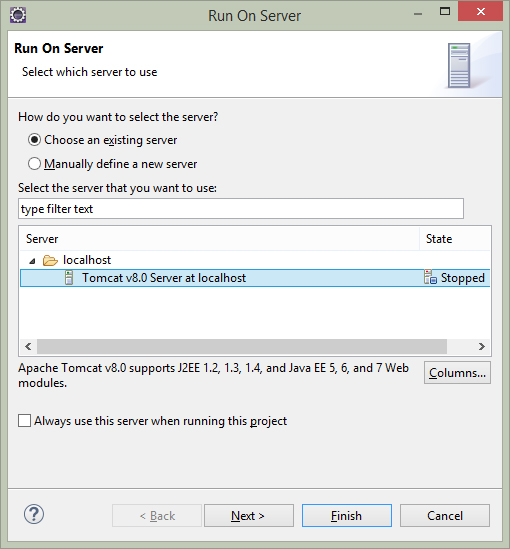 Run On Server
Run On Server
Select which server to use
How do you want to select the server?
Choose an existing server
Manually define a new server
Select the server that you want to use:
type filter text
Server State
localhost
Tomcat v8.0 Server at localhost Stopped
Apache Tomcat v8.0 supports J2EE 1.2, 1.3, 1.4, and Java EE 5, 6, and 7 Web
modules.
Columns...
Always use this server when running this project
? < Back Next > Finish Cancel